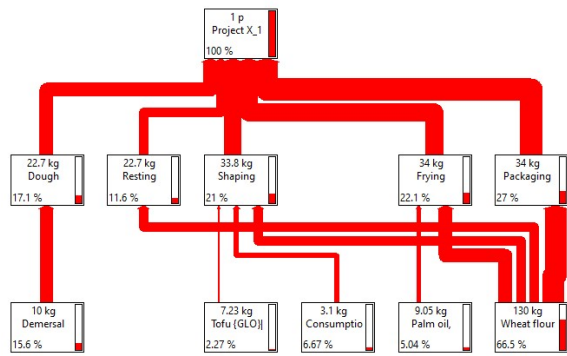 1 p
Project X_1
100 %
22.7 kg
Dough
17.1 %
22.7 kg
Resting
11.6 %
33.8 kg
Shaping
21 %
34 kg
Frying
22.1 %
34 kg
Packaging
27 %
10 kg
Demersal
15.6 %
7.23 kg
Tofu {GLO}|
2.27 %
3.1 kg
Consumptio
6.67 %
9.05 kg
Palm oil,
5.04 %
130 kg
Wheat flour
66.5 %